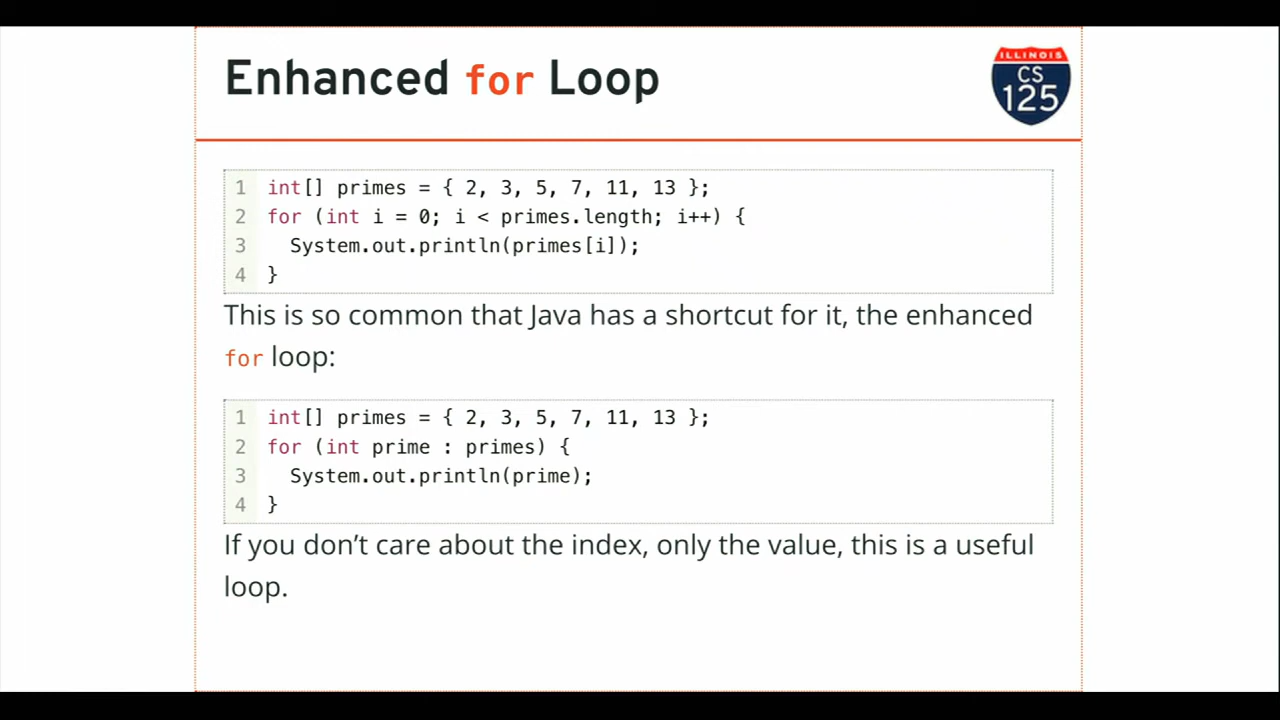 Enhanced for Loop
ILLINOIS
CS
125
1 int[] primes = { 2, 3, 5, 7, 11, 13 };
2 for (int i = 0; i < primes.length; i++) {
3   System.out.println(primes[i]);
4 }
This is so common that Java has a shortcut for it, the enhanced
for loop:
1 int[] primes = { 2, 3, 5, 7, 11, 13 };
2 for (int prime : primes) {
3   System.out.println(prime);
4 }
If you don’t care about the index, only the value, this is a useful
loop.